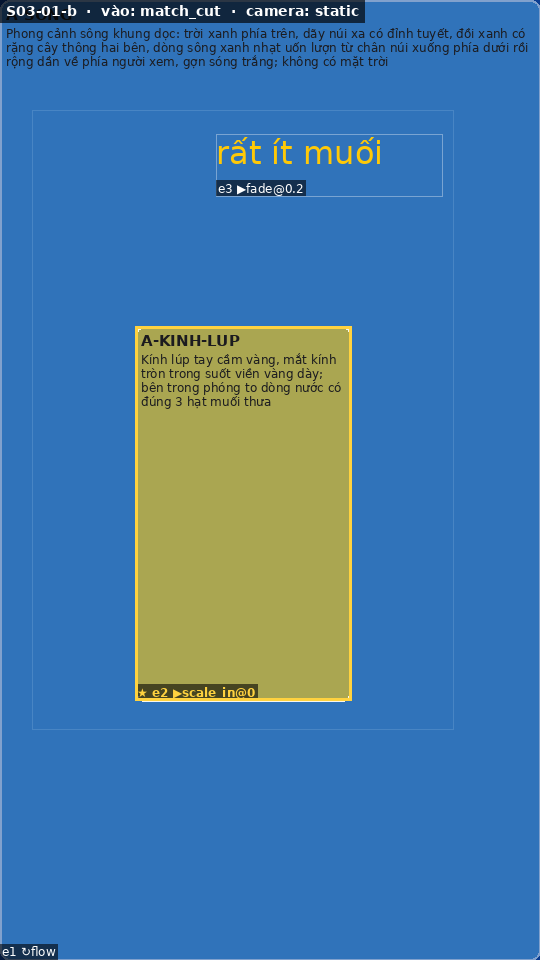 S03-01-b · vào: match_cut · camera: static
Phong cảnh sông khung dọc: trời xanh phía trên, dãy núi xa có đỉnh tuyết, đồi xanh có
rặng cây thông hai bên, dòng sông xanh nhạt uốn lượn từ chân núi xuống phía dưới rồi
rộng dần về phía người xem, gợn sóng trắng; không có mặt trời
rất ít muối
e3 ▶fade@0.2
A-KINH-LUP
Kính lúp tay cầm vàng, mắt kính
tròn trong suốt viền vàng dày;
bên trong phóng to dòng nước có
đúng 3 hạt muối thưa
★ e2 ▶scale_in@0
e1 ↻flow